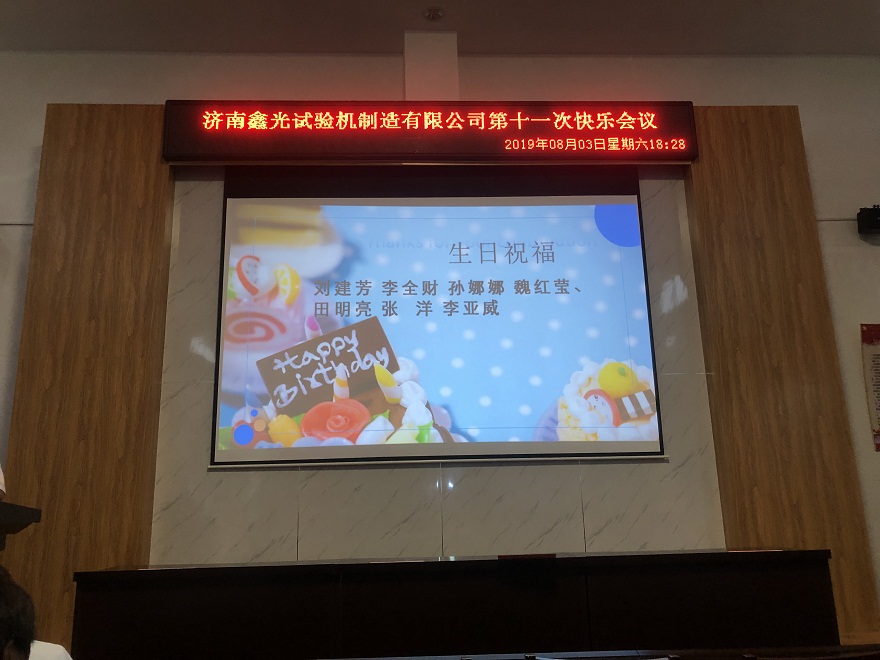 济南鑫光试验机制造有限公司第十一次快乐会议
2019年08月03日星期六18:28
生日祝福
刘建芳 李全财 孙娜娜 魏红莹、
田明亮 张 洋 李亚威
Happy
Birthday